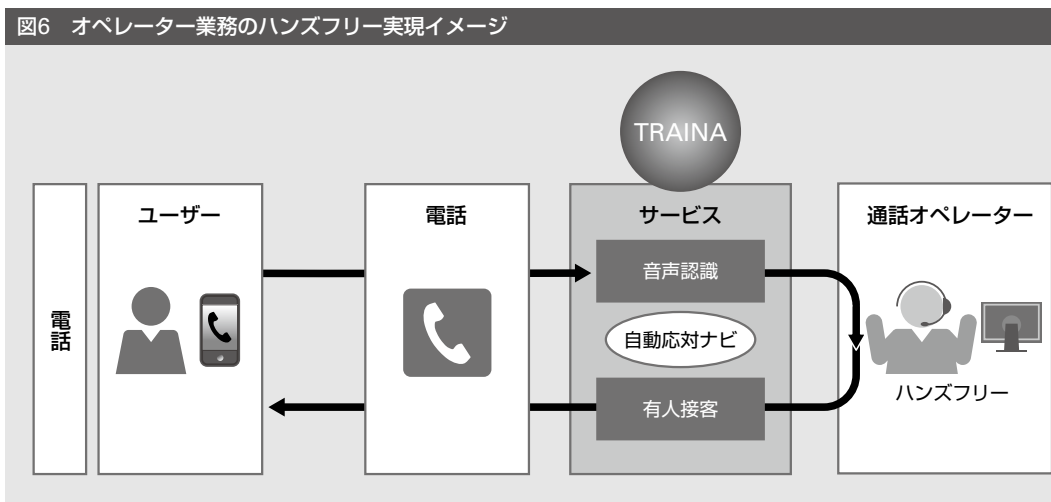 図6 オペレーター業務のハンズフリー実現イメージ
TRAINA
電話
ユーザー
電話
サービス
音声認識
自動応対ナビ
有人接客
通話オペレーター
ハンズフリー